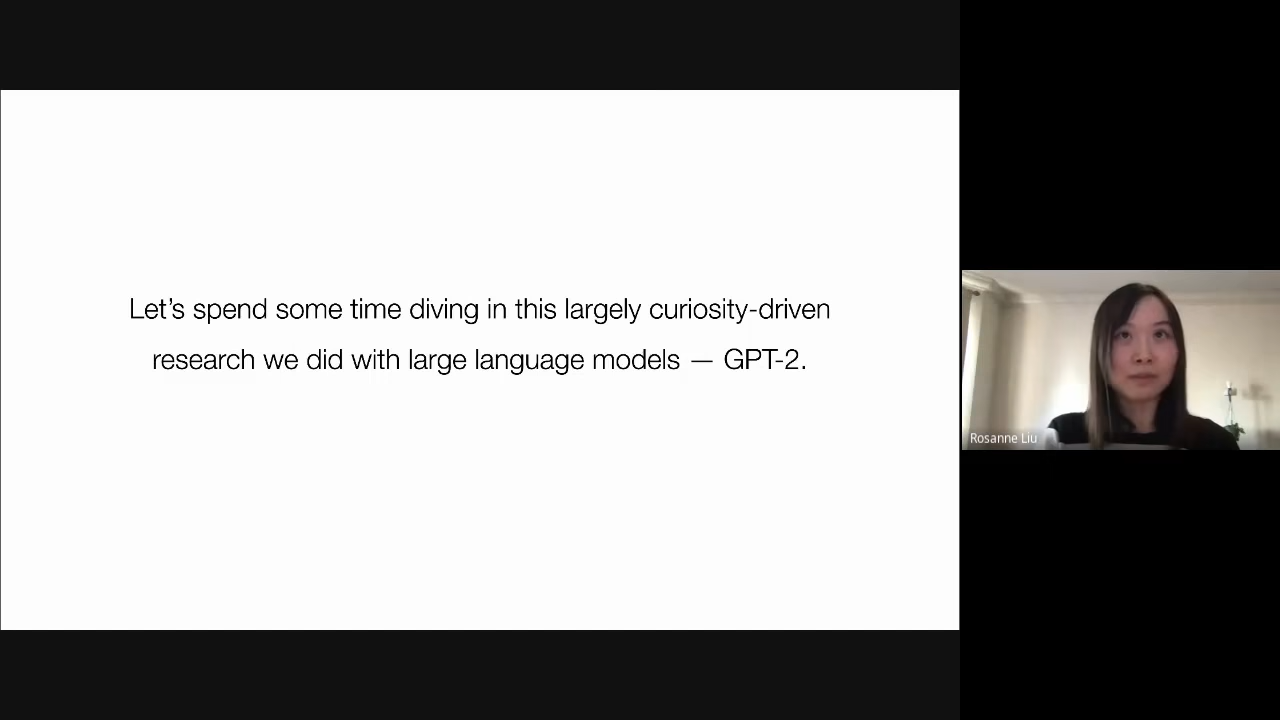 Let's spend some time diving in this largely curiosity-driven
research we did with large language models — GPT-2.
Rosanne Liu